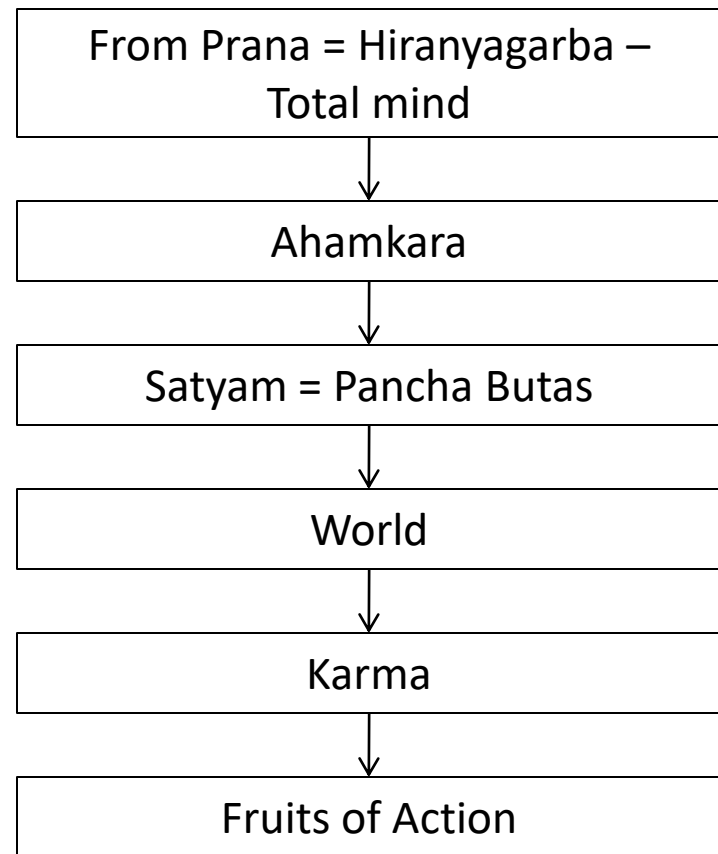 From Prana = Hiranyagarba –
Total mind
Ahamkara
Satyam = Pancha Butas
World
Karma
Fruits of Action